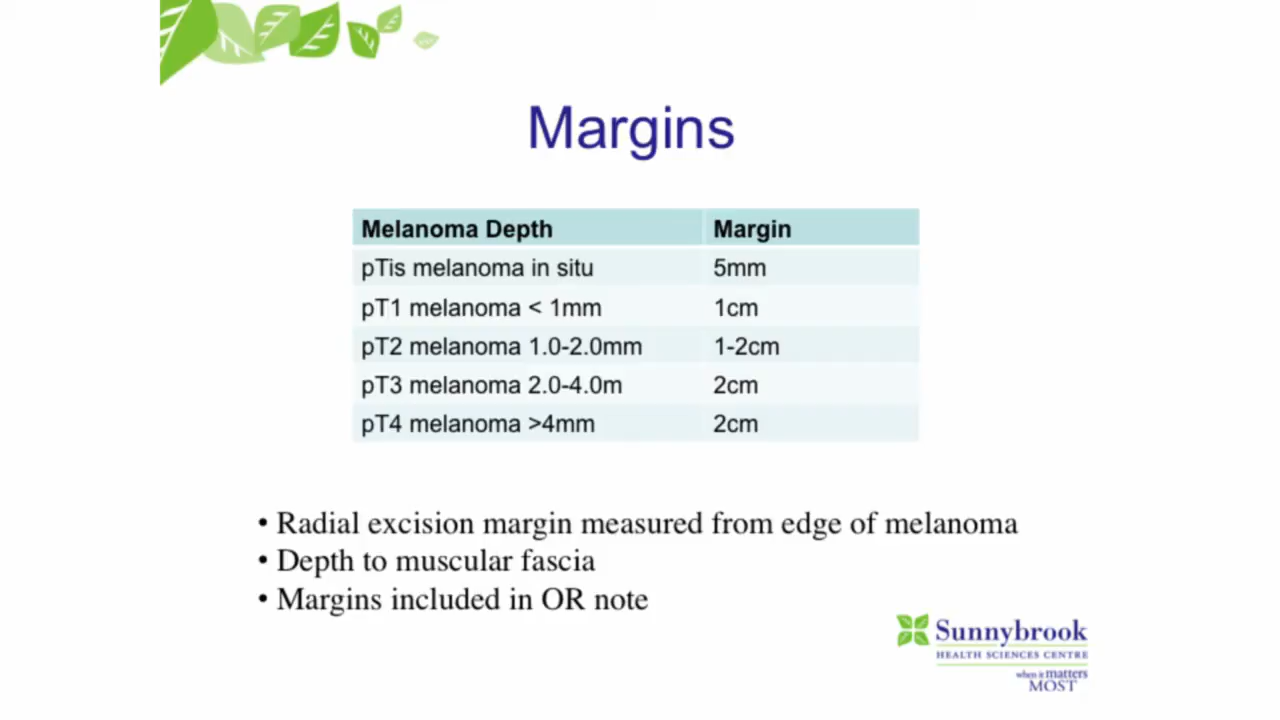 Margins
Melanoma Depth Margin
pTis melanoma in situ 5mm
pT1 melanoma < 1mm 1cm
pT2 melanoma 1.0-2.0mm 1-2cm
pT3 melanoma 2.0-4.0m 2cm
pT4 melanoma >4mm 2cm
• Radial excision margin measured from edge of melanoma
• Depth to muscular fascia
• Margins included in OR note
Sunnybrook
HEALTH SCIENCES CENTRE
when it matters
MOST